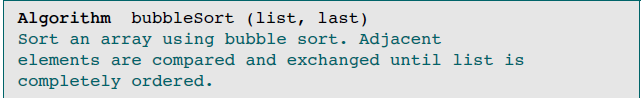 Algorithm bubbleSort (list, last)
Sort an array using bubble sort. Adjacent
elements are compared and exchanged until list is
completely ordered.